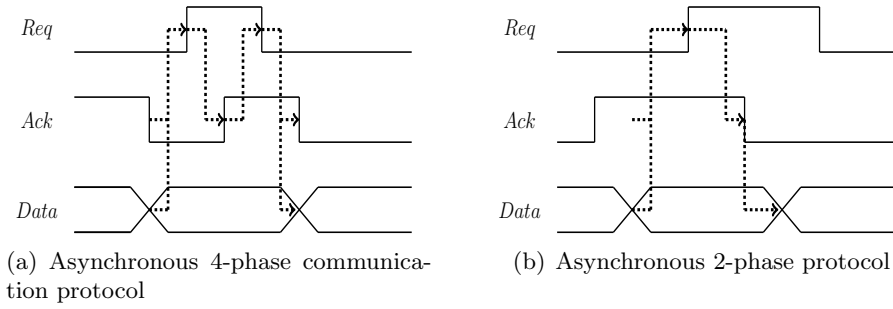 Req
Ack
Data
(a) Asynchronous 4-phase communica-
tion protocol
Req
Ack
Data
(b) Asynchronous 2-phase protocol